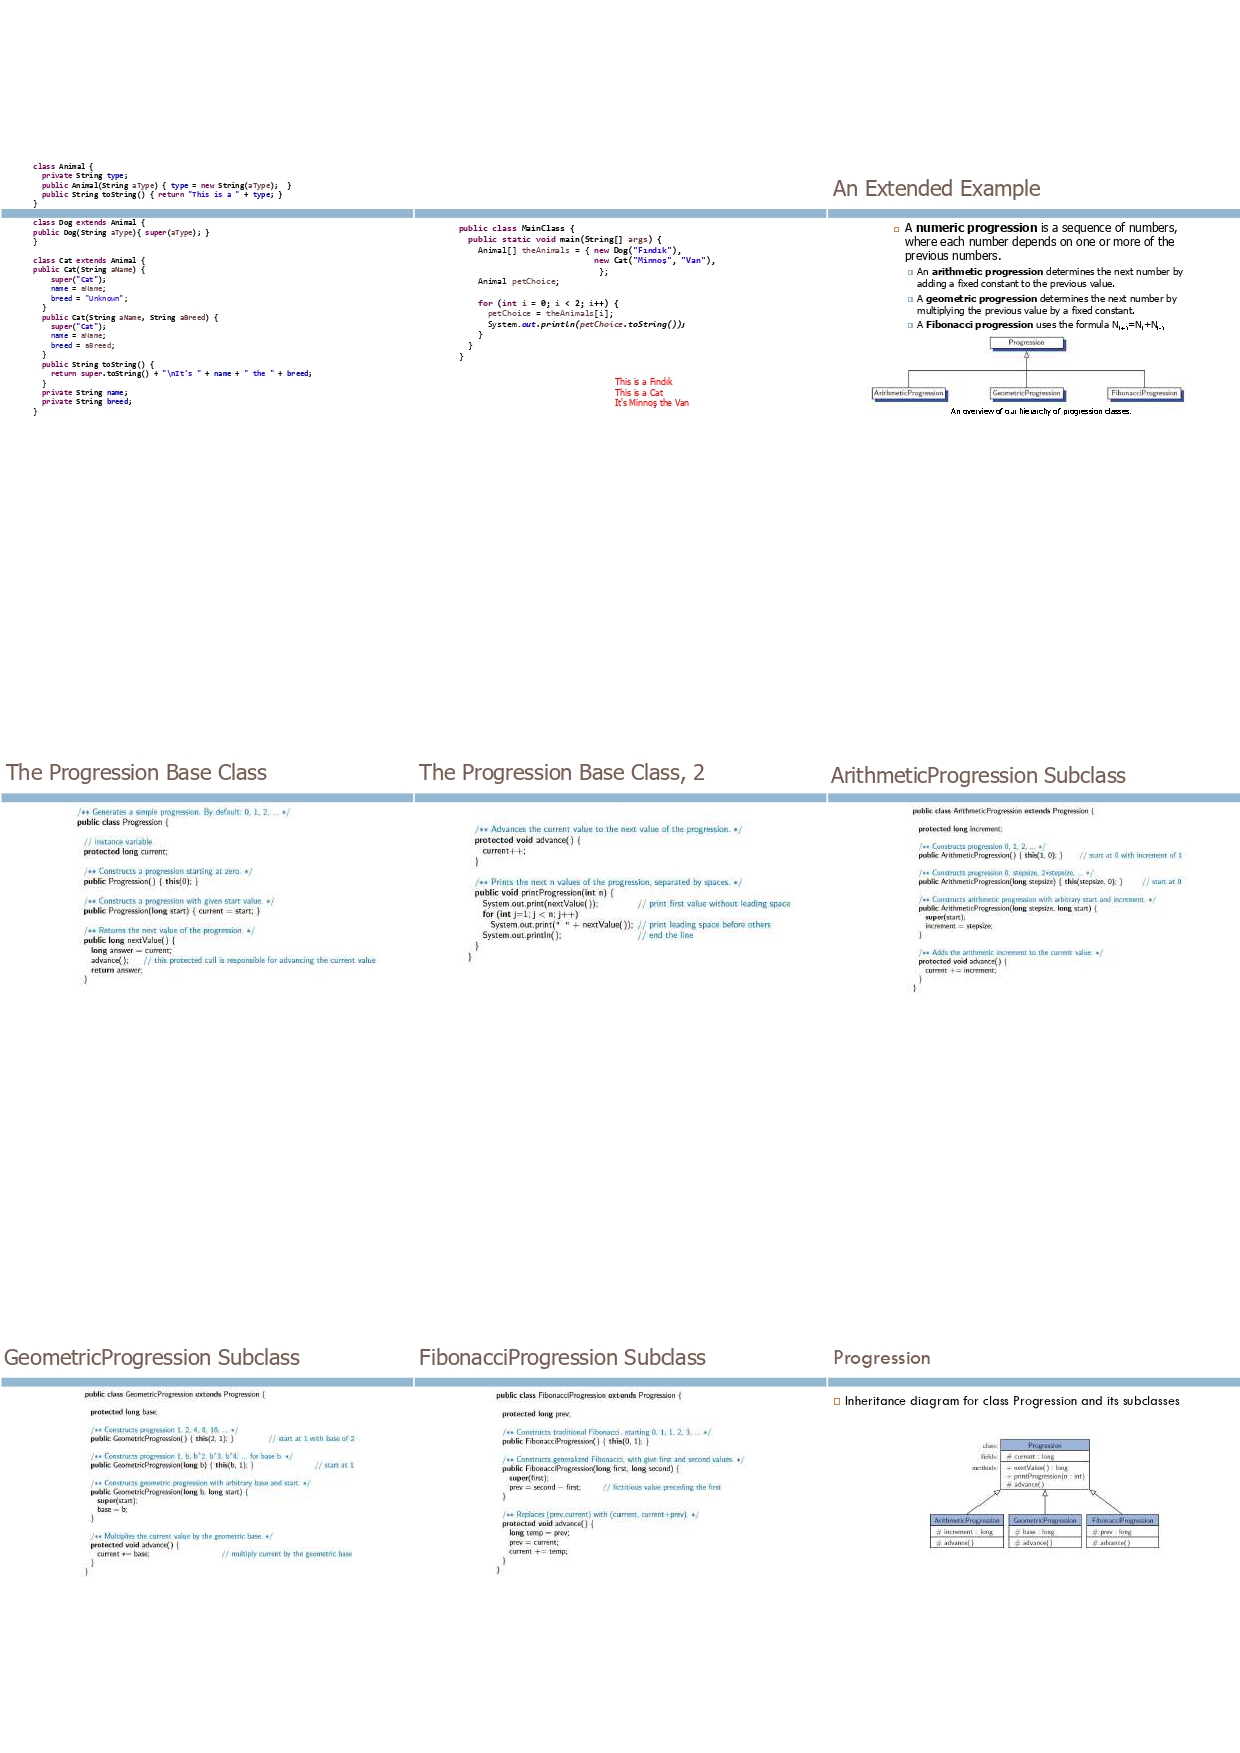 class Animal {
private String type;
public Animal(String aType) { type = new String(aType); }
public String toString() { return "This is a " + type; }
}
class Dog extends Animal {
public Dog(String aType){ super(aType); }
}
class Cat extends Animal {
public Cat(String aName) {
super("Cat");
name = aName;
breed = "Unknown";
}
public Cat(String aName, String aBreed) {
super("Cat");
name = aName;
breed = aBreed;
}
public String toString() {
return super.toString() + "\nIt's " + name + " the " + breed;
}
private String name;
private String breed;
}
public class MainClass {
public static void main(String[] args) {
Animal[] theAnimals = { new Dog("Fındık"),
new Cat("Minnoş", "Van"),
};
Animal petChoice;
for (int i = 0; i < 2; i++) {
petChoice = theAnimals[i];
System.out.println(petChoice.toString());
}
}
}
This is a Fındık
This is a Cat
It's Minnoş the Van
An Extended Example
A numeric progression is a sequence of numbers,
where each number depends on one or more of the
previous numbers.
An arithmetic progression determines the next number by
adding a fixed constant to the previous value.
A geometric progression determines the next number by
multiplying the previous value by a fixed constant.
A Fibonacci progression uses the formula Ni+1=Ni+Ni-1
Progression
ArithmeticProgression GeometricProgression FibonacciProgression
An overview of our hierarchy of progression classes.
The Progression Base Class
/** Generates a simple progression. By default: 0, 1, 2, ... */
public class Progression {
// instance variable
protected long current;
/** Constructs a progression starting at zero. */
public Progression() { this(0); }
/** Constructs a progression with given start value. */
public Progression(long start) { current = start; }
/** Returns the next value of the progression. */
public long nextValue() {
long answer = current;
advance(); // this protected call is responsible for advancing the current value
return answer;
}
The Progression Base Class, 2
/** Advances the current value to the next value of the progression. */
protected void advance() {
current++;
}
/** Prints the next n values of the progression, separated by spaces. */
public void printProgression(int n) {
System.out.print(nextValue()); // print first value without leading space
for (int j=1; j < n; j++)
System.out.print(" " + nextValue()); // print leading space before others
System.out.println(); // end the line
}
}
ArithmeticProgression Subclass
public class ArithmeticProgression extends Progression {
protected long increment;
/** Constructs progression 0, 1, 2, ... */
public ArithmeticProgression() { this(1, 0); } // start at 0 with increment of 1
/** Constructs progression 0, stepsize, 2*stepsize, ... */
public ArithmeticProgression(long stepsize) { this(stepsize, 0); } // start at 0
/** Constructs arithmetic progression with arbitrary start and increment. */
public ArithmeticProgression(long stepsize, long start) {
super(start);
increment = stepsize;
}
/** Adds the arithmetic increment to the current value. */
protected void advance() {
current += increment;
}
}
GeometricProgression Subclass
public class GeometricProgression extends Progression {
protected long base;
/** Constructs progression 1, 2, 4, 8, 16, ... */
public GeometricProgression() { this(2, 1); } // start at 1 with base of 2
/** Constructs progression 1, b, b^2, b^3, b^4, ... for base b. */
public GeometricProgression(long b) { this(b, 1); } // start at 1
/** Constructs geometric progression with arbitrary base and start. */
public GeometricProgression(long b, long start) {
super(start);
base = b;
}
/** Multiplies the current value by the geometric base. */
protected void advance() {
current *= base; // multiply current by the geometric base
}
}
FibonacciProgression Subclass
public class FibonacciProgression extends Progression {
protected long prev;
/** Constructs traditional Fibonacci, starting 0, 1, 1, 2, 3, ... */
public FibonacciProgression() { this(0, 1); }
/** Constructs generalized Fibonacci, with give first and second values. */
public FibonacciProgression(long first, long second) {
super(first);
prev = second − first; // fictitious value preceding the first
}
/** Replaces (prev,current) with (current, current+prev). */
protected void advance() {
long temp = prev;
prev = current;
current += temp;
}
}
Progression
Inheritance diagram for class Progression and its subclasses
class: Progression
fields: # current : long
methods: + nextValue() : long
+ printProgression(n : int)
# advance()
ArithmeticProgression GeometricProgression FibonacciProgression
# increment : long # base : long # prev : long
# advance() # advance() # advance()